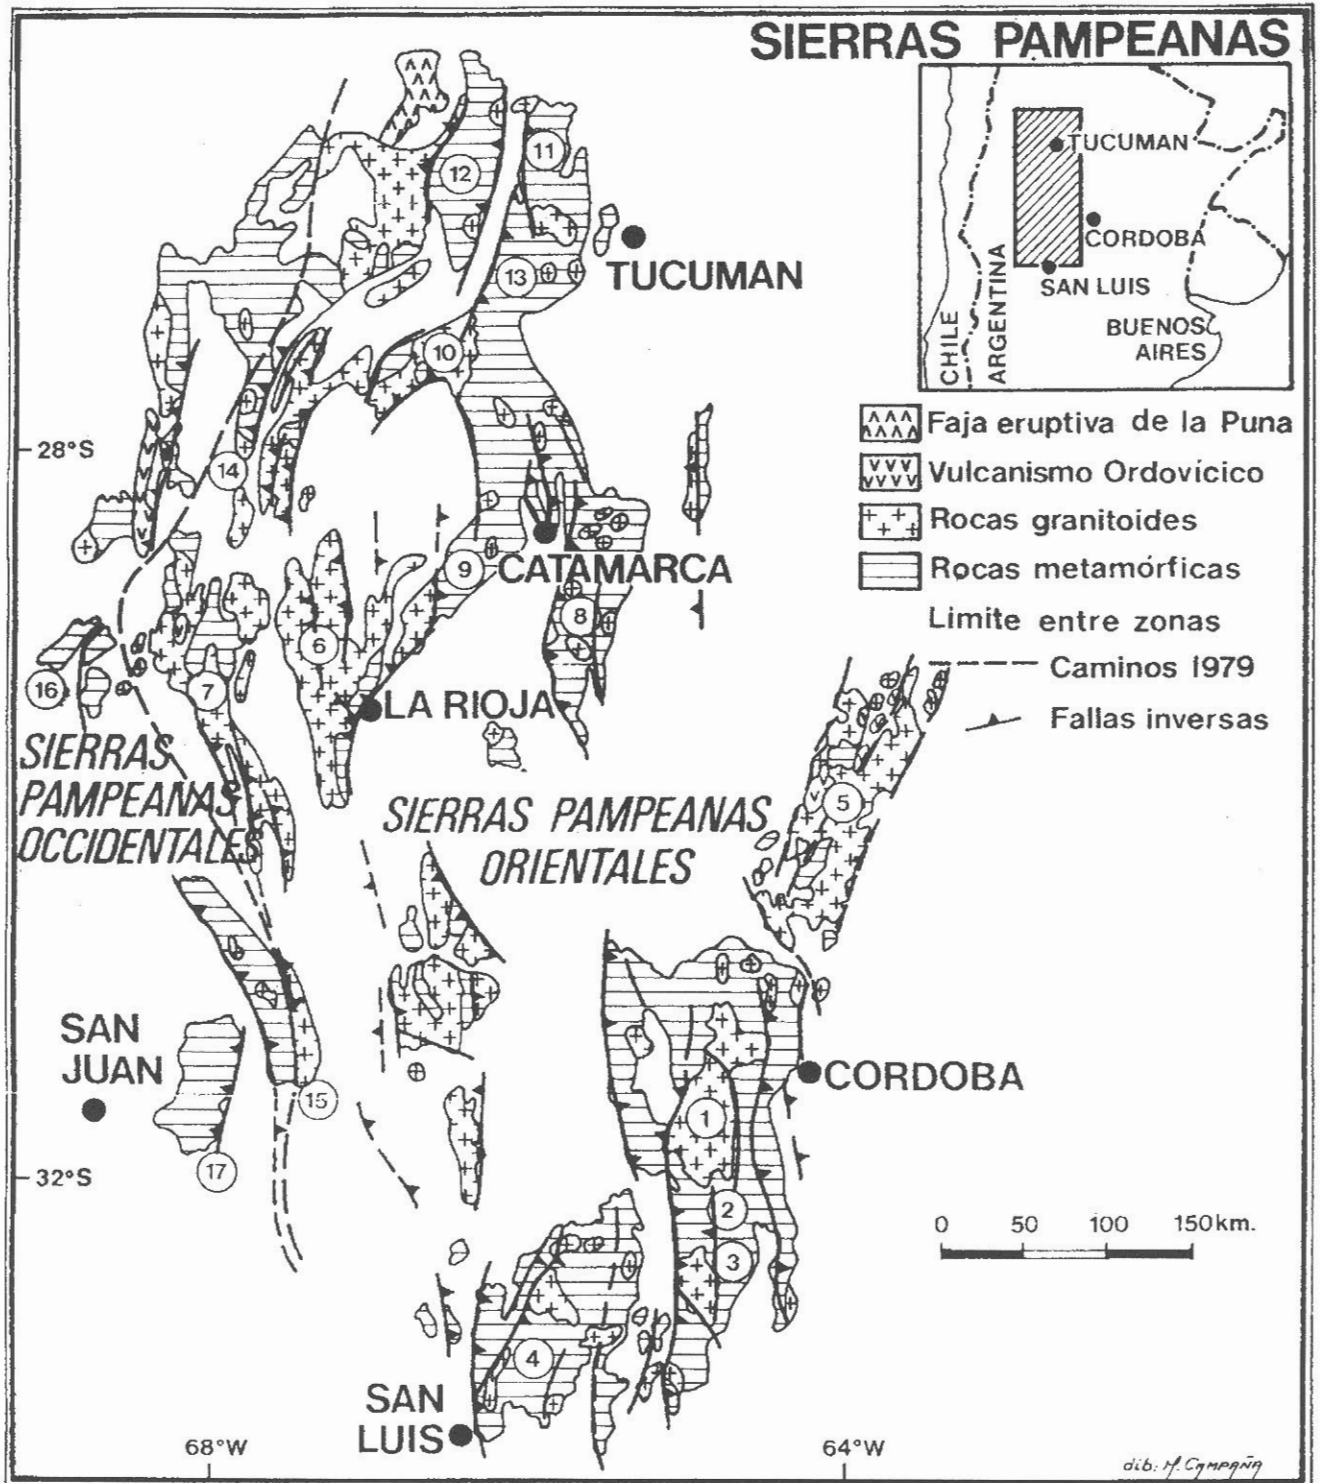 SIERRAS PAMPEANAS
TUCUMAN
CORDOBA
SAN LUIS
CHILE
ARGENTINA
BUENOS
AIRES
Faja eruptiva de la Puna
Vulcanismo Ordovícico
Rocas granitoides
Rocas metamórficas
Limite entre zonas
Caminos 1979
Fallas inversas
11
12
TUCUMAN
13
10
28°S
14
CATAMARCA
9
8
6
16
7
LA RIOJA
SIERRAS
PAMPEANAS
OCCIDENTALES
SIERRAS PAMPEANAS
ORIENTALES
5
SAN
JUAN
CORDOBA
15
1
17
32°S
2
0 50 100 150km.
3
4
SAN
LUIS
68°W
64°W
dib: M. CAMPAÑA